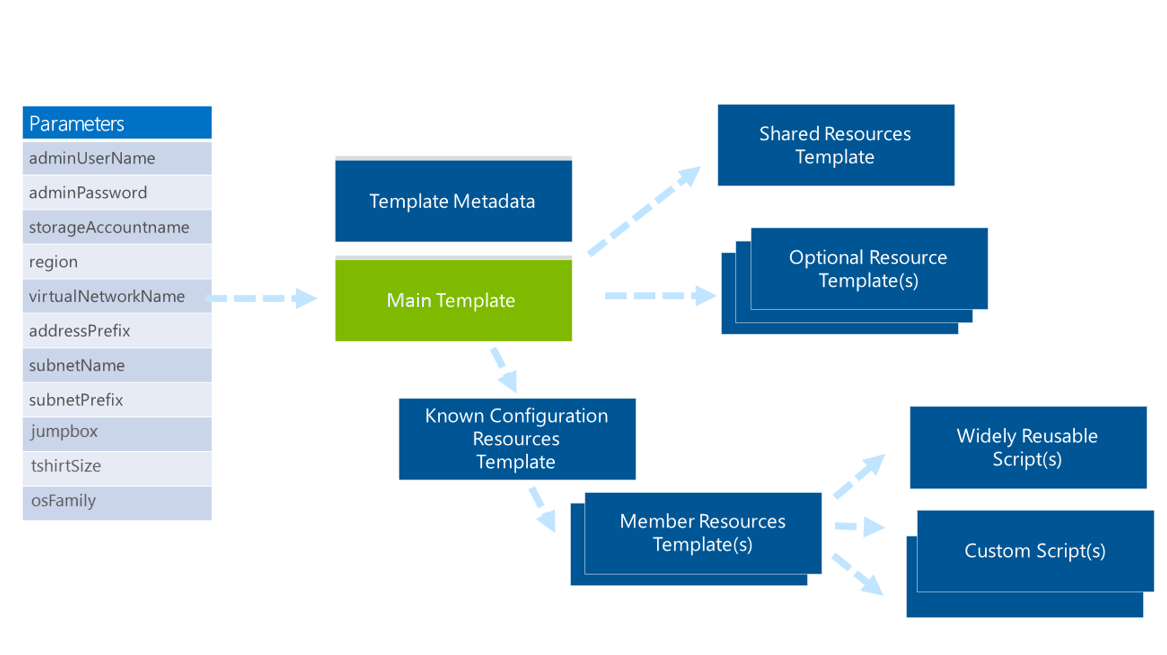 Parameters
adminUserName
adminPassword
storageAccountname
region
virtualNetworkName
addressPrefix
subnetName
subnetPrefix
jumpbox
tshirtSize
osFamily
Template Metadata
Main Template
Shared Resources
Template
Optional Resource
Template(s)
Known Configuration
Resources
Template
Member Resources
Template(s)
Widely Reusable
Script(s)
Custom Script(s)